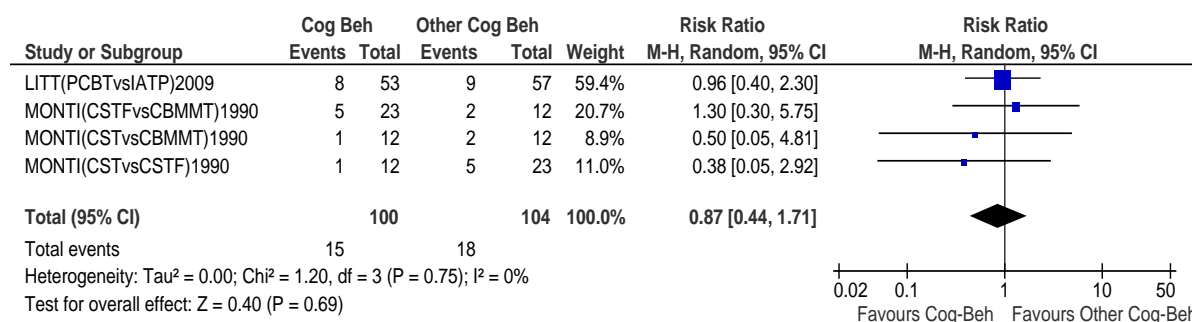 Cog Beh Other Cog Beh Risk Ratio Risk Ratio
Study or Subgroup Events Total Events Total Weight M-H, Random, 95% CI M-H, Random, 95% CI
LITT(PCBTvsIATP)2009 8 53 9 57 59.4% 0.96 [0.40, 2.30]
MONTI(CSTFvsCBMMT)1990 5 23 2 12 20.7% 1.30 [0.30, 5.75]
MONTI(CSTvsCBMMT)1990 1 12 2 12 8.9% 0.50 [0.05, 4.81]
MONTI(CSTvsCSTF)1990 1 12 5 23 11.0% 0.38 [0.05, 2.92]
Total (95% CI) 100 104 100.0% 0.87 [0.44, 1.71]
Total events 15 18
Heterogeneity: Tau² = 0.00; Chi² = 1.20, df = 3 (P = 0.75); I² = 0%
Test for overall effect: Z = 0.40 (P = 0.69)
0.02 0.1 1 10 50
Favours Cog-Beh Favours Other Cog-Beh